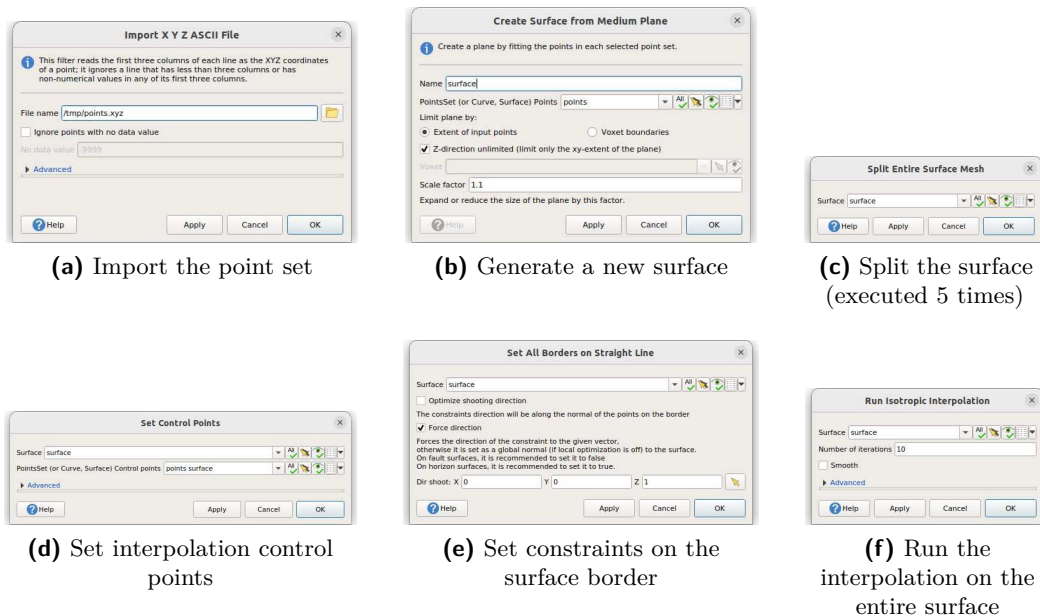 Import X Y Z ASCII File
This filter reads the first three columns of each line as the XYZ coordinates
of a point; it ignores a line that has less than three columns or has
non-numerical values in any of its first three columns.
File name /tmp/points.xyz
Ignore points with no data value
No data value -9999
Advanced
Help Apply Cancel OK
(a) Import the point set
Create Surface from Medium Plane
Create a plane by fitting the points in each selected point set.
Name surface
PointsSet (or Curve, Surface) Points points All
Limit plane by:
Extent of input points Voxet boundaries
Z-direction unlimited (limit only the xy-extent of the plane)
Voxet
Scale factor 1.1
Expand or reduce the size of the plane by this factor.
Help Apply Cancel OK
(b) Generate a new surface
Split Entire Surface Mesh
Surface surface All
Help Apply Cancel OK
(c) Split the surface
(executed 5 times)
Set Control Points
Surface surface All
PointsSet (or Curve, Surface) Control points points surface All
Advanced
Help Apply Cancel OK
(d) Set interpolation control
points
Set All Borders on Straight Line
Surface surface All
Optimize shooting direction
The constraints direction will be along the normal of the points on the border
Force direction
Forces the direction of the constraint to the given vector,
otherwise it is set as a global normal (if local optimization is off) to the surface.
On fault surfaces, it is recommended to set it to false
On horizon surfaces, it is recommended to set it to true.
Dir shoot: X 0 Y 0 Z 1
Help Apply Cancel OK
(e) Set constraints on the
surface border
Run Isotropic Interpolation
Surface surface All
Number of iterations 10
Smooth
Advanced
Help Apply Cancel OK
(f) Run the
interpolation on the
entire surface